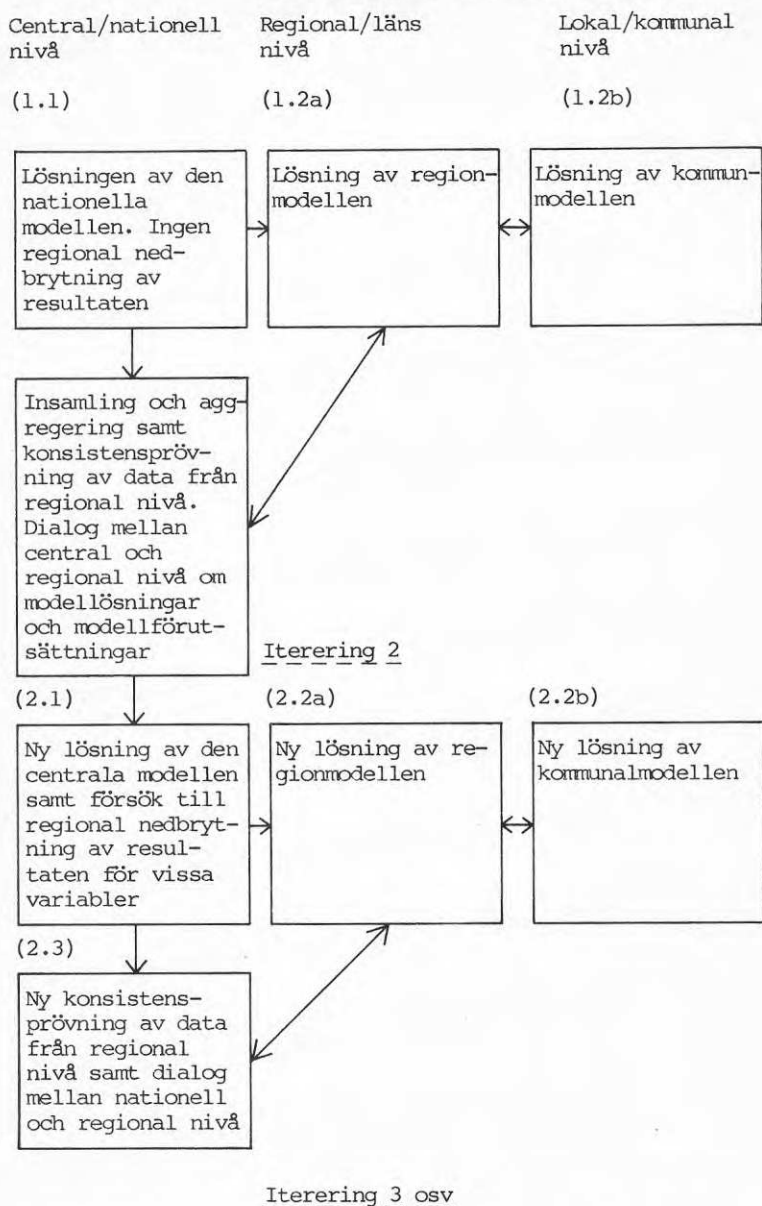 Central/nationell
nivå
(1.1)
Regional/läns
nivå
(1.2a)
Lokal/kommunal
nivå
(1.2b)
Lösningen av den
nationella
modellen. Ingen
regional ned-
brytning av
resultaten
Lösning av region-
modellen
Lösning av kommun-
modellen
Insamling och agg-
regering samt
konsistenspröv-
ning av data från
regional nivå.
Dialog mellan
central och
regional nivå om
modellösningar
och modellförut-
sättningar
Iterering 2
(2.1)
(2.2a)
(2.2b)
Ny lösning av den
centrala modellen
samt försök till
regional nedbryt-
ning av resul-
taten för vissa
variabler
Ny lösning av re-
gionmodellen
Ny lösning av
kommunalmodellen
(2.3)
Ny konsistens-
prövning av data
från regional
nivå samt dialog
mellan nationell
och regional nivå
Iterering 3 osv